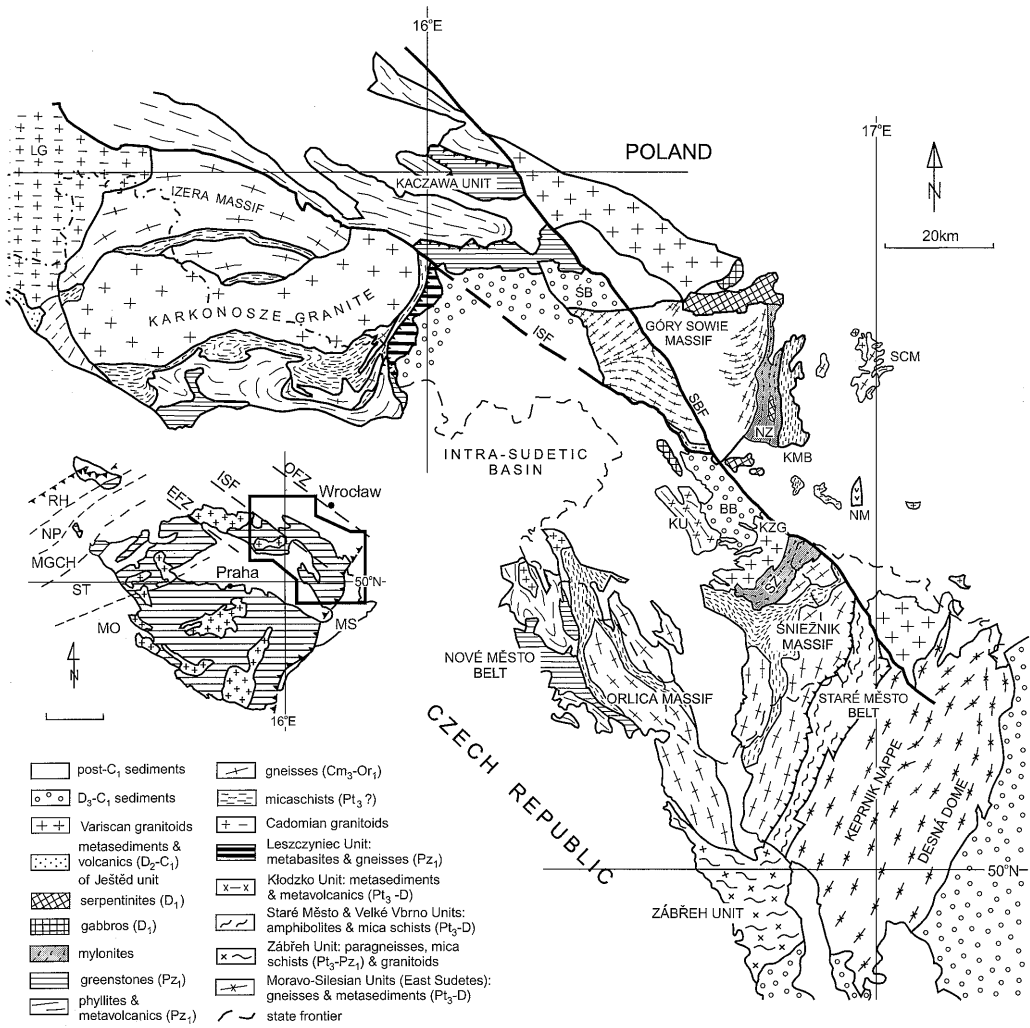 16°E
17°E
POLAND
N
20km
LG
IZERA MASSIF
KACZAWA UNIT
KARKONOSZE GRANITE
ŚB
ISF
GÓRY SOWIE
MASSIF
SCM
SBF
NZ
KMB
INTRA-SUDETIC
BASIN
NM
BB
KU
KZG
SZ
ŚNIEŻNIK
MASSIF
NOVÉ MĚSTO
BELT
ORLICA MASSIF
STARÉ MĚSTO
BELT
CZECH REPUBLIC
KEPRNIK NAPPE
DESNÁ DOME
50°N
ZÁBŘEH UNIT
RH
NP
MGCH
ST
MO
EFZ
ISF
OFZ
Wrocław
Praha
50°N
MS
N
16°E
post-C1 sediments
D3-C1 sediments
Variscan granitoids
metasediments &
volcanics (D2-C1)
of Ještěd unit
serpentinites (D1)
gabbros (D1)
mylonites
greenstones (Pz1)
phyllites &
metavolcanics (Pz1)
gneisses (Cm3-Or1)
micaschists (Pt3 ?)
Cadomian granitoids
Leszczyniec Unit:
metabasites & gneisses (Pz1)
Kłodzko Unit: metasediments
& metavolcanics (Pt3 -D)
Staré Město & Velké Vbrno Units:
amphibolites & mica schists (Pt3-D)
Zábřeh Unit: paragneisses, mica
schists (Pt3-Pz1) & granitoids
Moravo-Silesian Units (East Sudetes):
gneisses & metasediments (Pt3-D)
state frontier